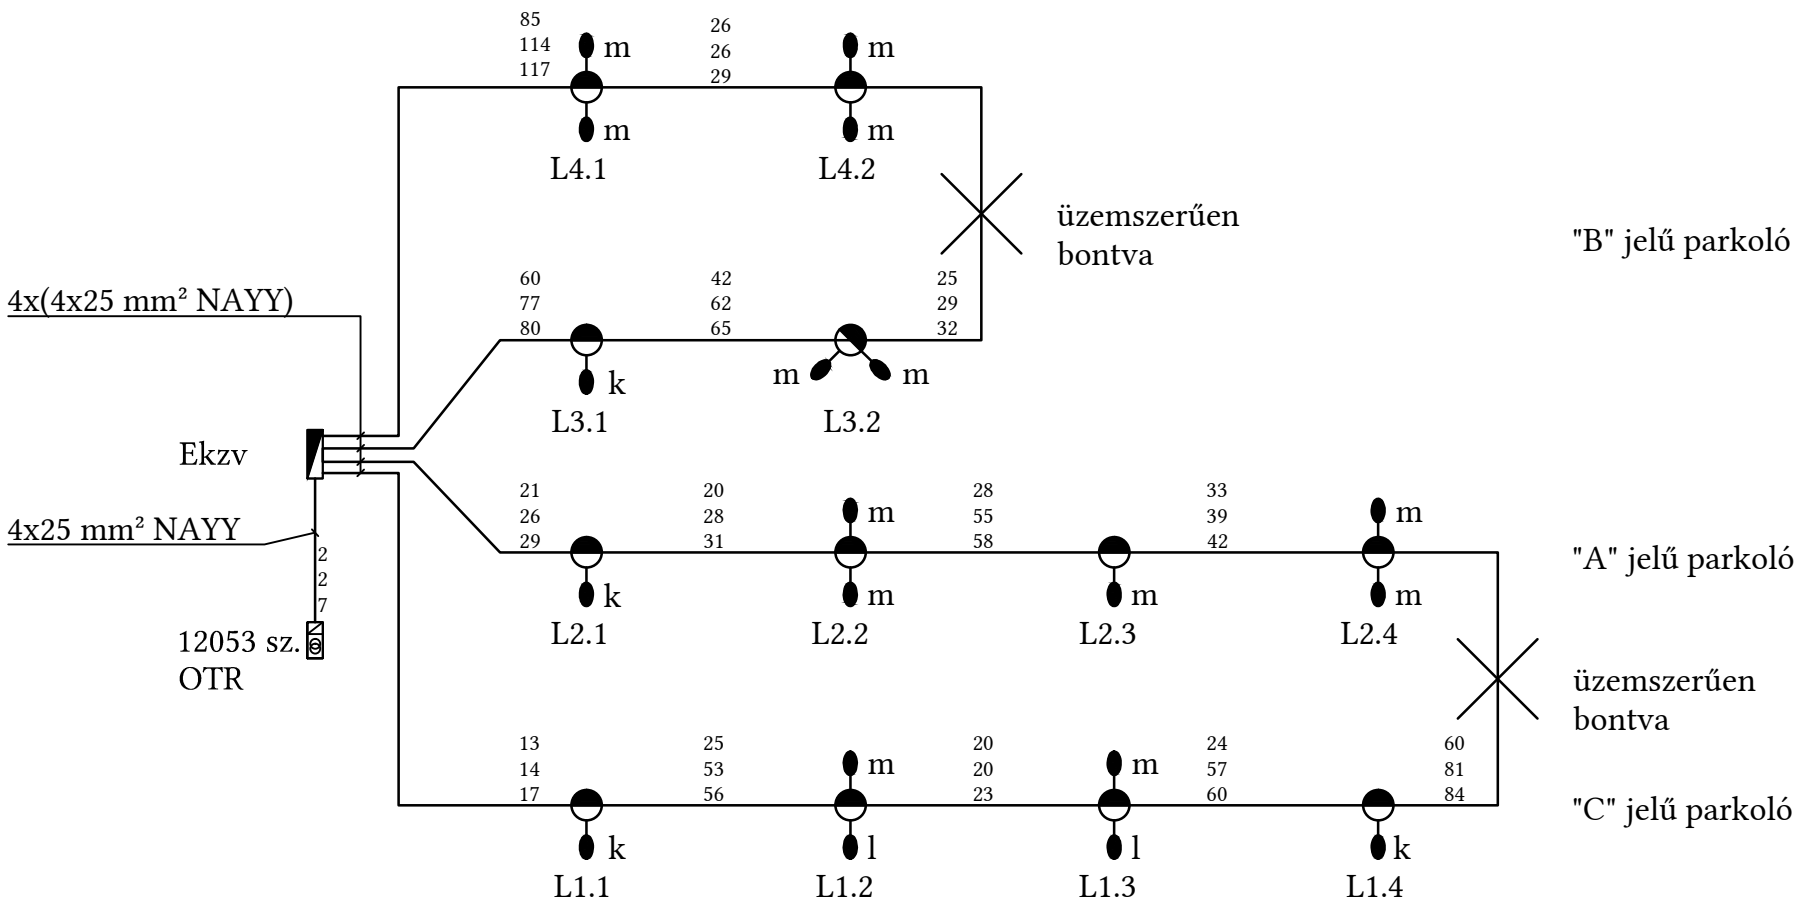 85
114
117
26
26
29
m
m
m
m
L4.1
L4.2
üzemszerűen
bontva
"B" jelű parkoló
4x(4x25 mm² NAYY)
60
77
80
42
62
65
25
29
32
k
m
m
L3.1
L3.2
Ekzv
4x25 mm² NAYY
2
2
7
12053 sz.
OTR
21
26
29
20
28
31
28
55
58
33
39
42
m
m
k
m
m
m
L2.1
L2.2
L2.3
L2.4
"A" jelű parkoló
üzemszerűen
bontva
13
14
17
25
53
56
20
20
23
24
57
60
60
81
84
m
m
k
l
l
k
L1.1
L1.2
L1.3
L1.4
"C" jelű parkoló